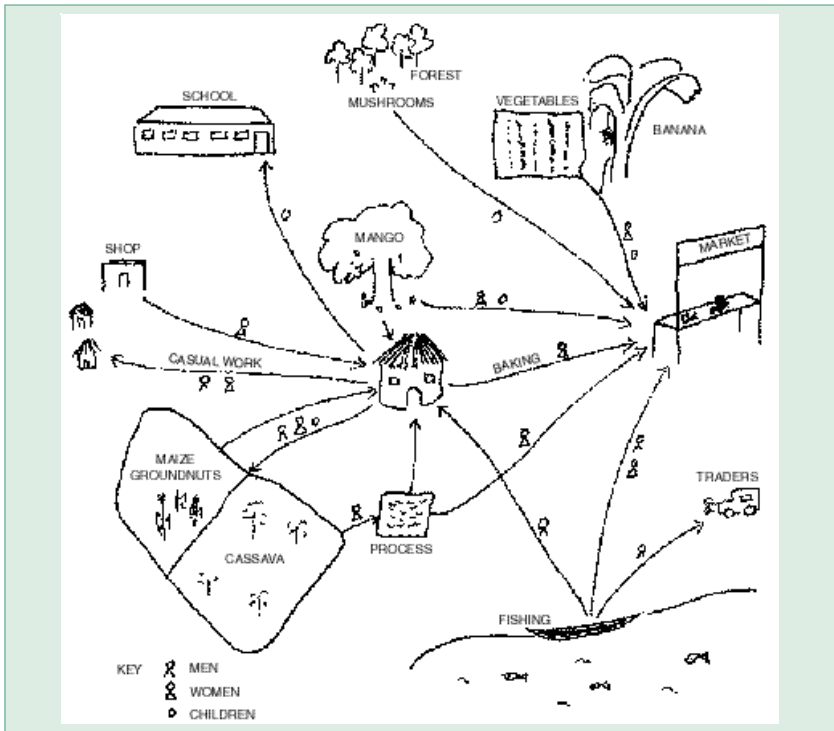 FOREST
MUSHROOMS
SCHOOL
VEGETABLES
BANANA
MANGO
MARKET
SHOP
CASUAL WORK
BAKING
MAIZE
GROUNDNUTS
CASSAVA
PROCESS
TRADERS
FISHING
KEY
MEN
WOMEN
CHILDREN